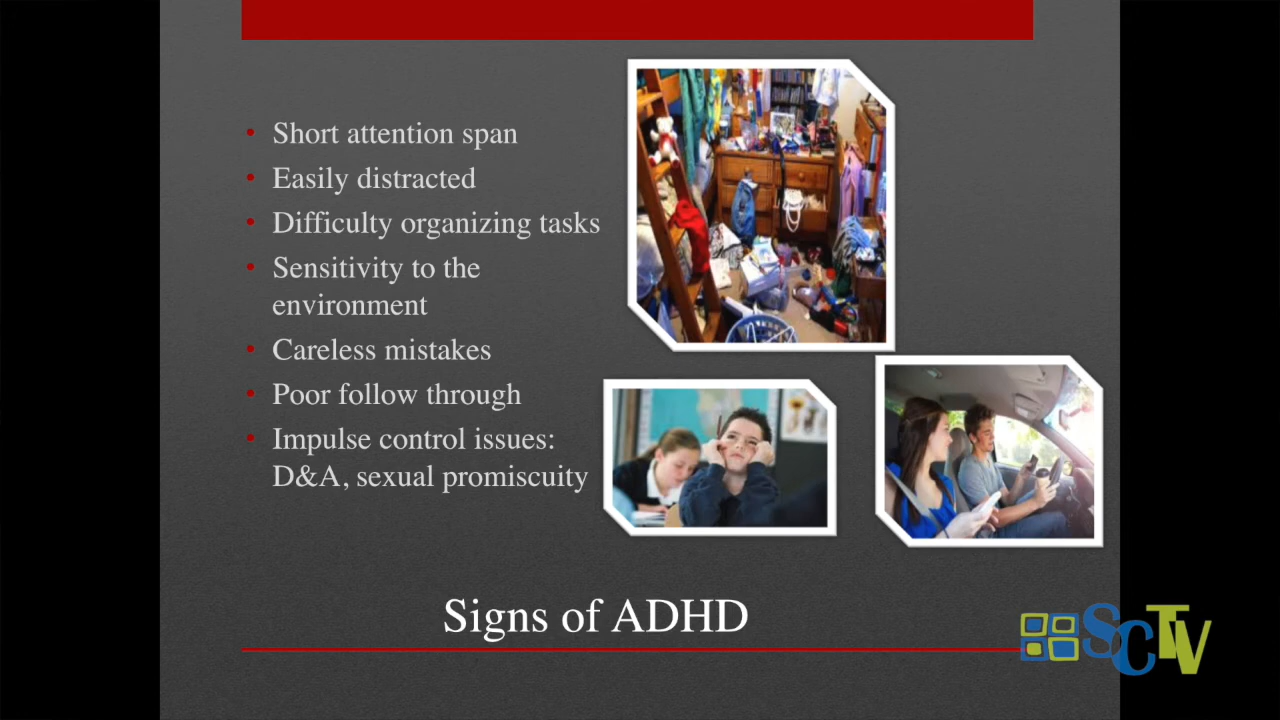 • Short attention span
• Easily distracted
• Difficulty organizing tasks
• Sensitivity to the
environment
• Careless mistakes
• Poor follow through
• Impulse control issues:
D&A, sexual promiscuity
Signs of ADHD
SCTV